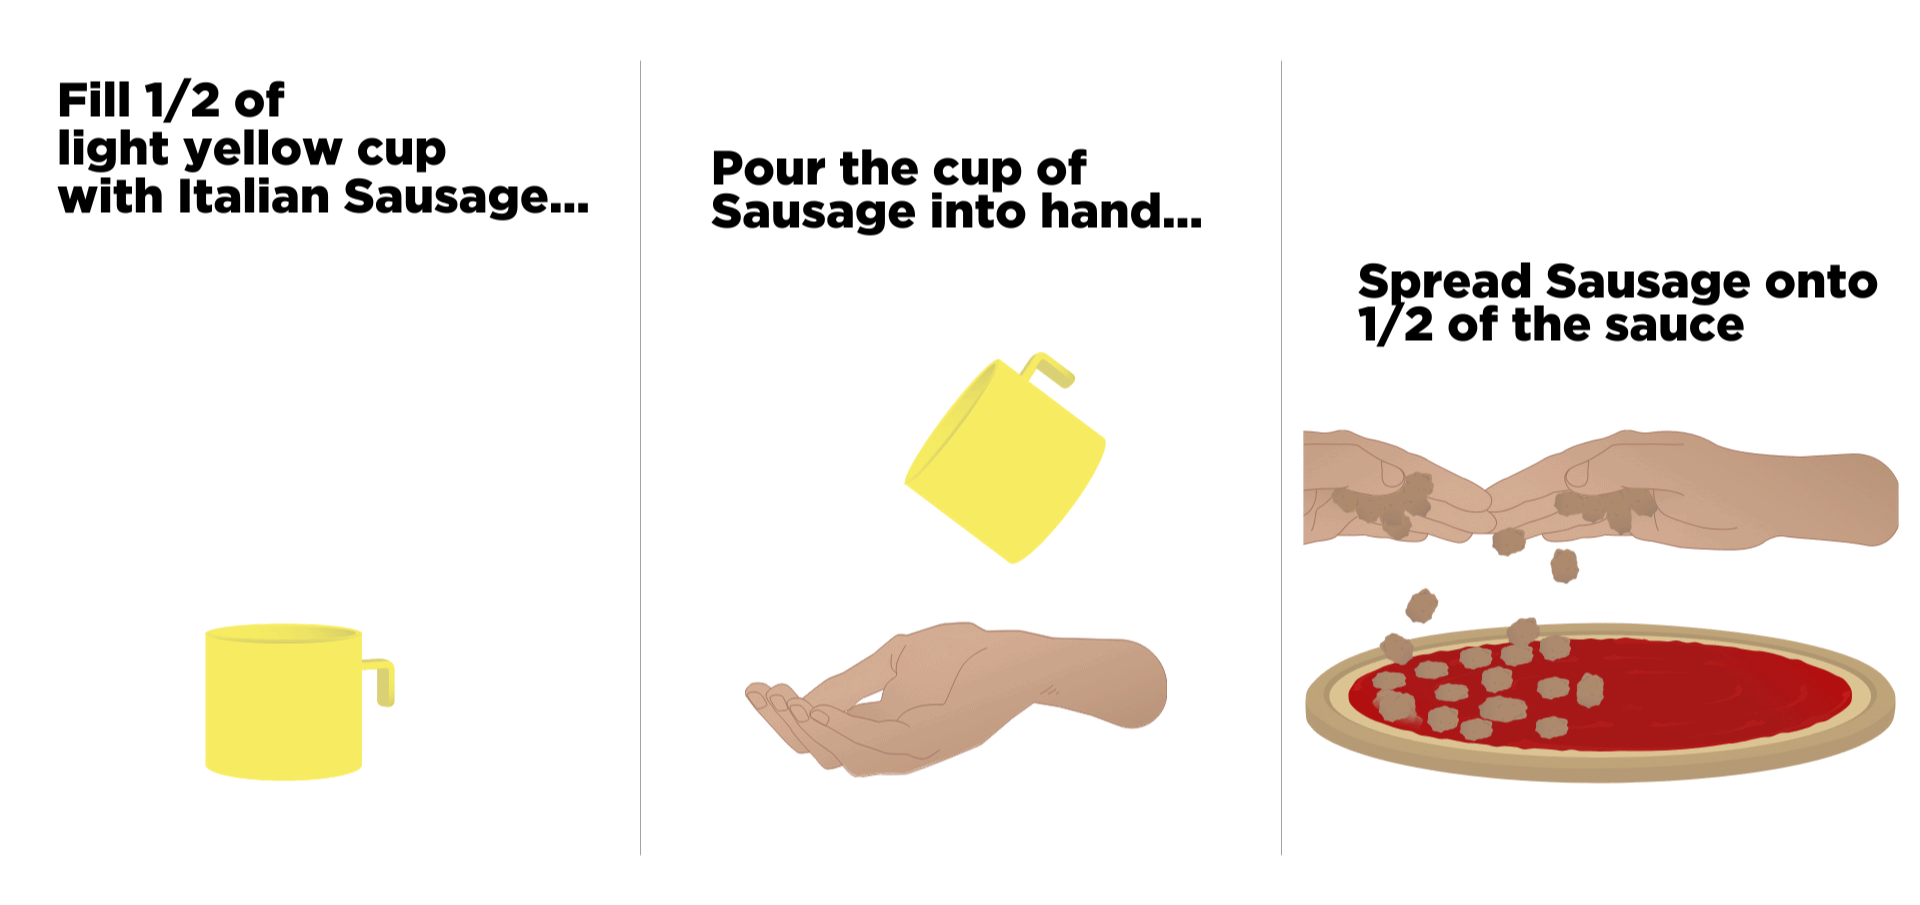 Fill 1/2 of
light yellow cup
with Italian Sausage...
Pour the cup of
Sausage into hand...
Spread Sausage onto
1/2 of the sauce